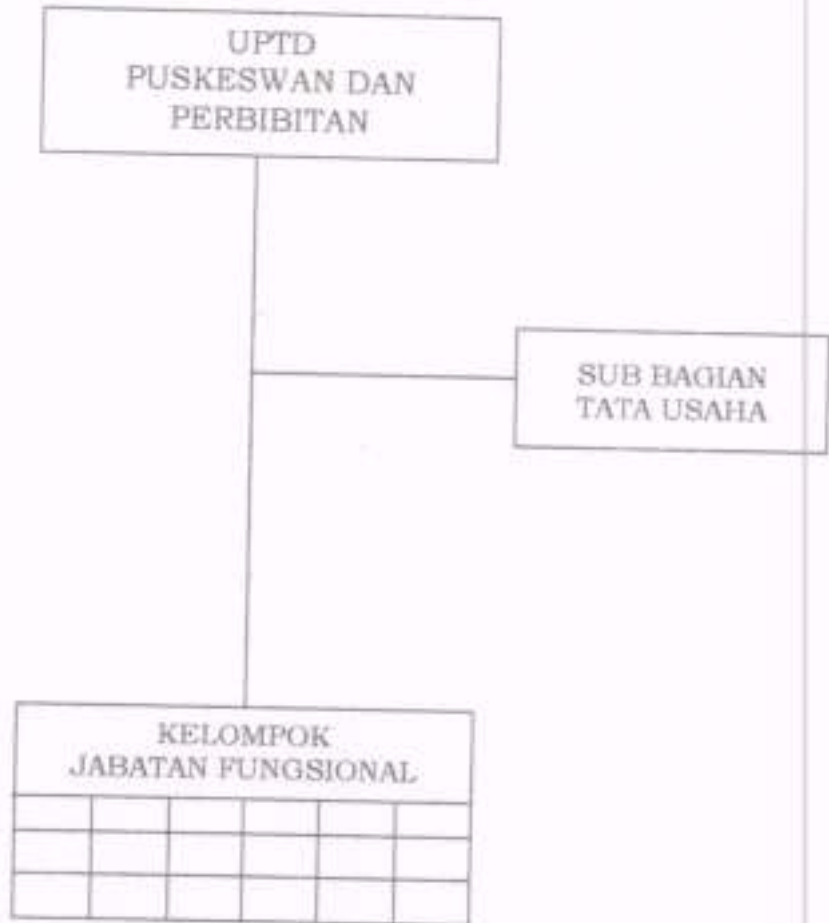 UPTD
PUSKESWAN DAN
PERBIBITAN
SUB BAGIAN
TATA USAHA
KELOMPOK
JABATAN FUNGSIONAL